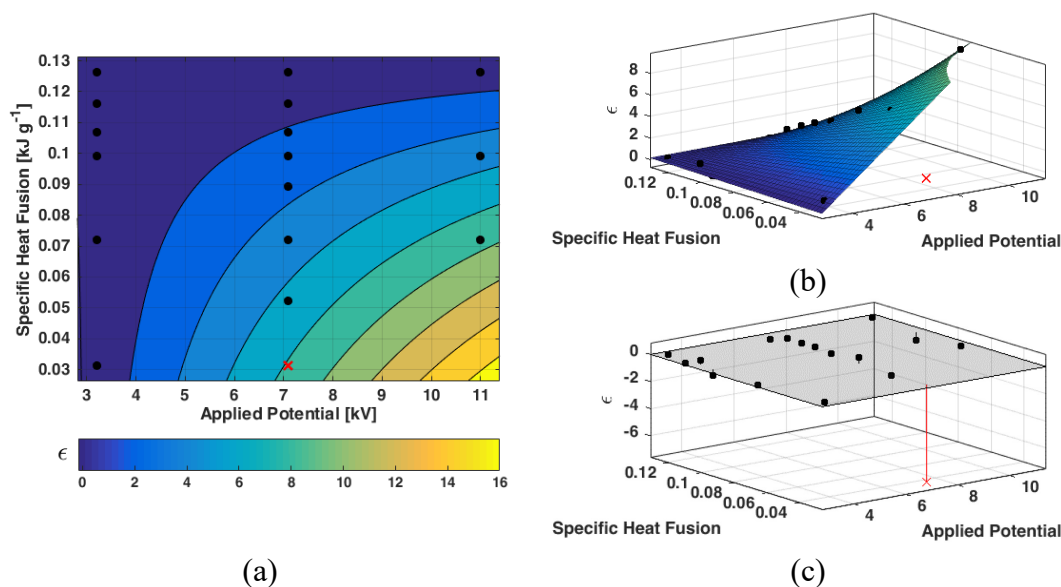 0.13
0.12
0.11
0.1
0.09
0.08
0.07
0.06
0.05
0.04
0.03
Specific Heat Fusion [kJ g⁻¹]
3 4 5 6 7 8 9 10 11
Applied Potential [kV]
ϵ
0 2 4 6 8 10 12 14 16
(a)
8
6
4
2
0
ϵ
0.12 0.1 0.08 0.06 0.04
4 6 8 10
Specific Heat Fusion
Applied Potential
(b)
0
-2
-4
-6
ϵ
0.12 0.1 0.08 0.06 0.04
4 6 8 10
Specific Heat Fusion
Applied Potential
(c)